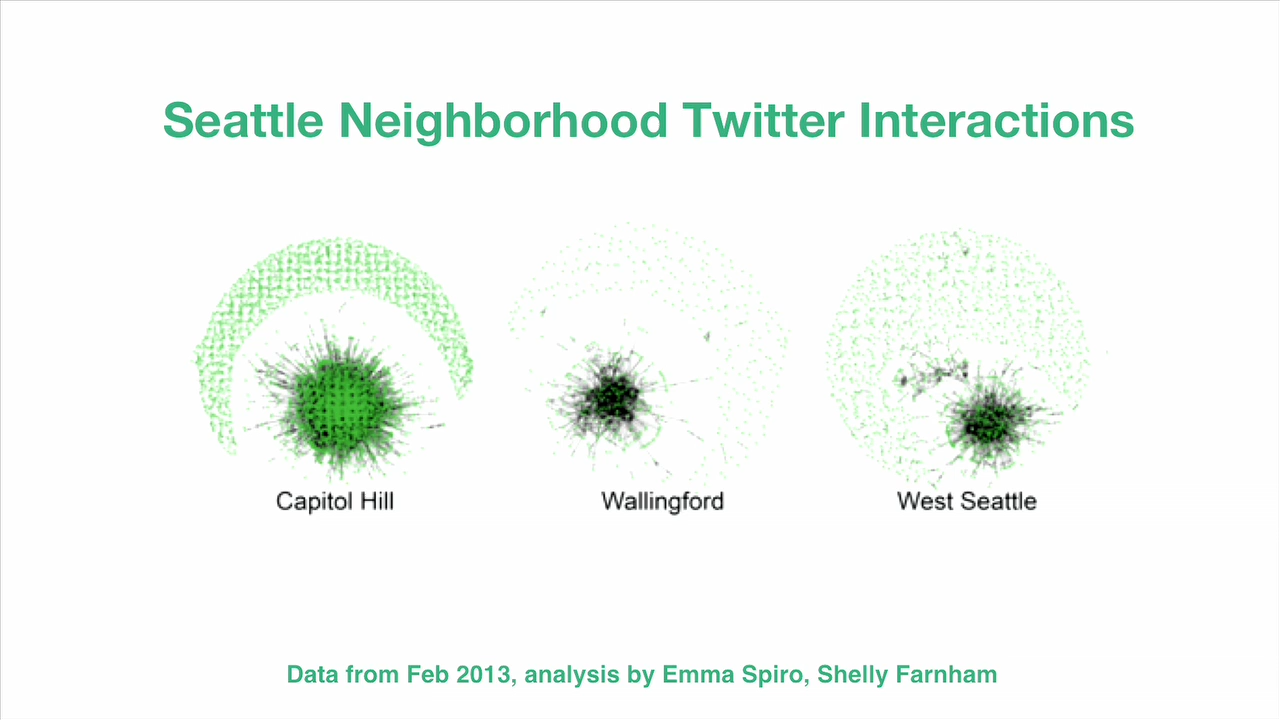 Seattle Neighborhood Twitter Interactions
Capitol Hill
Wallingford
West Seattle
Data from Feb 2013, analysis by Emma Spiro, Shelly Farnham